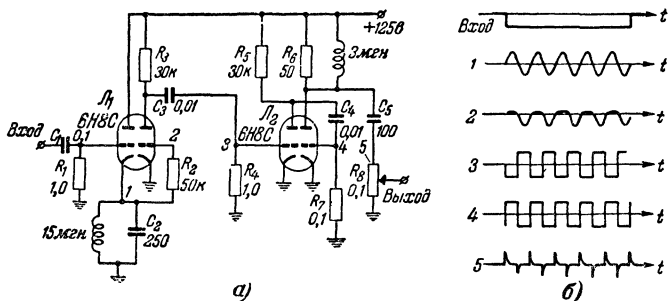 +125в
R₃
30к
R₅
30к
R₆
50
3мгн
Л₁
6Н8С
C₃
0,01
Л₂
6Н8С
C₄
0,01
C₅
100
Вход
C₁
0,1
2
3
4
5
R₁
1,0
R₂
50к
R₄
1,0
R₇
0,1
R₈
0,1
Выход
1
15мгн
C₂
250
а)
Вход
t
1
t
2
t
3
t
4
t
5
t
б)